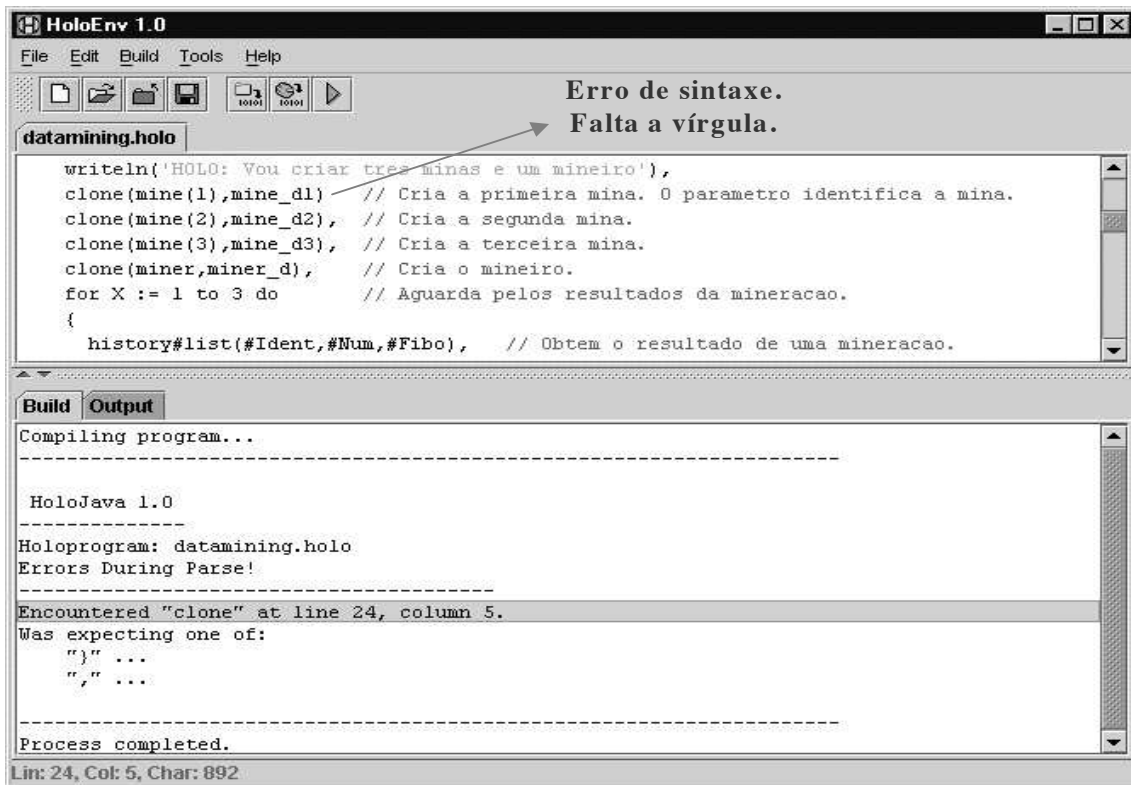 HoloEnv 1.0
File Edit Build Tools Help
Erro de sintaxe.
Falta a vírgula.
datamining.holo
writeln('HOLO: Vou criar tres minas e um mineiro'),
clone(mine(1),mine_d1) // Cria a primeira mina. O parametro identifica a mina.
clone(mine(2),mine_d2), // Cria a segunda mina.
clone(mine(3),mine_d3), // Cria a terceira mina.
clone(miner,miner_d), // Cria o mineiro.
for X := 1 to 3 do // Aguarda pelos resultados da mineracao.
{
history#list(#Ident,#Num,#Fibo), // Obtem o resultado de uma mineracao.
Build Output
Compiling program...
---------------------------------------------------------------------
HoloJava 1.0
--------------
Holoprogram: datamining.holo
Errors During Parse!
----------------------------------------
Encountered "clone" at line 24, column 5.
Was expecting one of:
"}" ...
"," ...
---------------------------------------------------------------------
Process completed.
Lin: 24, Col: 5, Char: 892